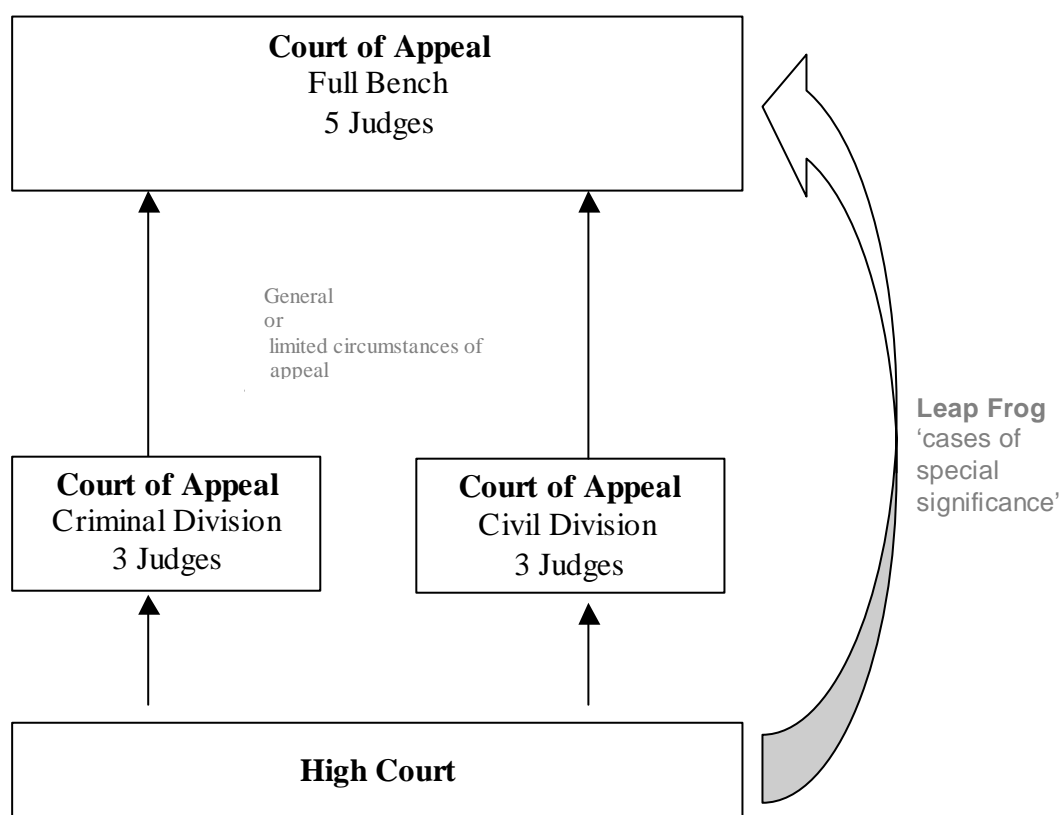 Court of Appeal
Full Bench
5 Judges
General
or
limited circumstances of
appeal
Leap Frog
‘cases of
special
significance’
Court of Appeal
Criminal Division
3 Judges
Court of Appeal
Civil Division
3 Judges
High Court